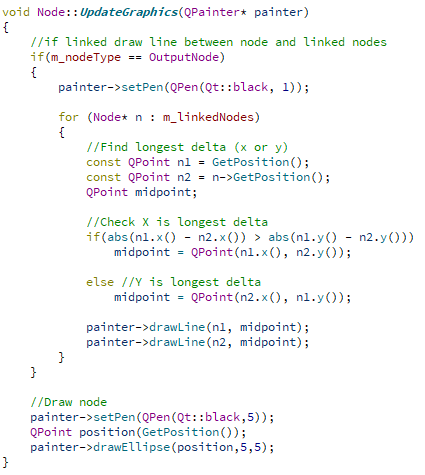 void Node::UpdateGraphics(QPainter* painter)
{
    //if linked draw line between node and linked nodes
    if(m_nodeType == OutputNode)
    {
        painter->setPen(QPen(Qt::black, 1));

        for (Node* n : m_linkedNodes)
        {
            //Find longest delta (x or y)
            const QPoint n1 = GetPosition();
            const QPoint n2 = n->GetPosition();
            QPoint midpoint;

            //Check X is longest delta
            if(abs(n1.x() - n2.x()) > abs(n1.y() - n2.y()))
                midpoint = QPoint(n1.x(), n2.y());

            else //Y is longest delta
                midpoint = QPoint(n2.x(), n1.y());

            painter->drawLine(n1, midpoint);
            painter->drawLine(n2, midpoint);
        }
    }

    //Draw node
    painter->setPen(QPen(Qt::black,5));
    QPoint position(GetPosition());
    painter->drawEllipse(position,5,5);
}